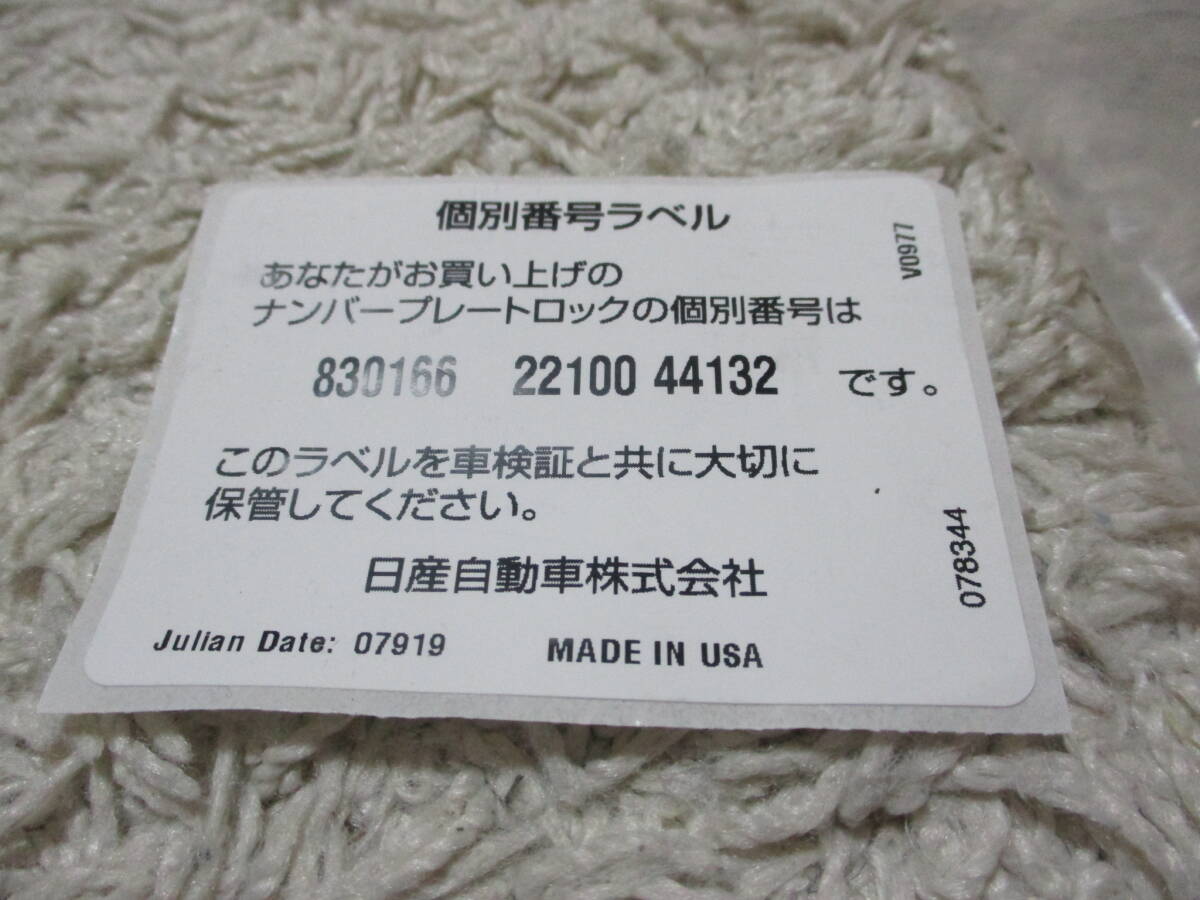 個別番号ラベル
V0977
あなたがお買い上げの
ナンバープレートロックの個別番号は
830166 22100 44132 です。
このラベルを車検証と共に大切に
保管してください。
078344
日産自動車株式会社
Julian Date: 07919 MADE IN USA